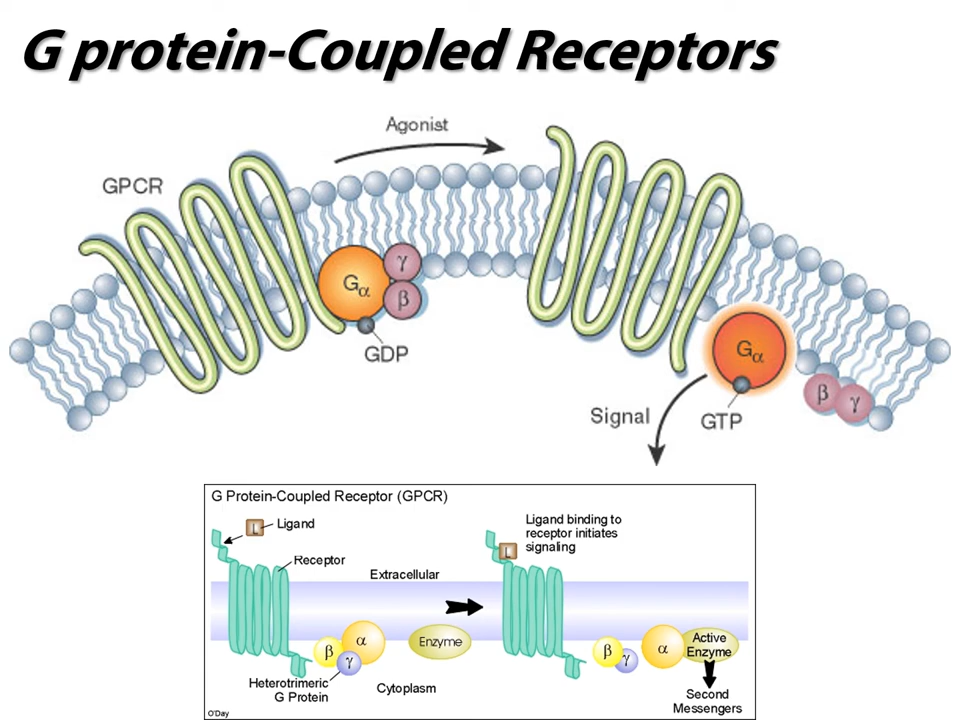 G protein-Coupled Receptors
Agonist
GPCR
Gα
γ
β
GDP
Gα
GTP
β
γ
Signal
G Protein-Coupled Receptor (GPCR)
L
Ligand
Receptor
Extracellular
Ligand binding to
receptor initiates
signaling
L
β
γ
α
Enzyme
Heterotrimeric
G Protein
Cytoplasm
β
γ
α
Active
Enzyme
Second
Messengers
O'Day